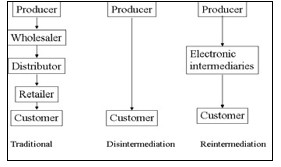 Producer
Wholesaler
Distributor
Retailer
Customer
Traditional
Producer
Customer
Disintermediation
Producer
Electronic
intermediaries
Customer
Reintermediation